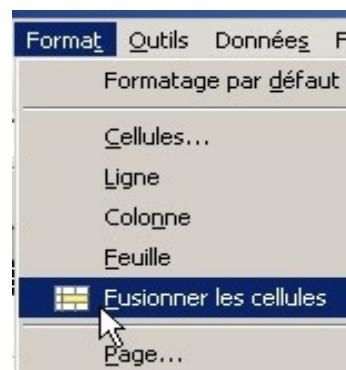 Format Outils Données F
Formatage par défaut
Cellules...
Ligne
Colonne
Feuille
Fusionner les cellules
Page...